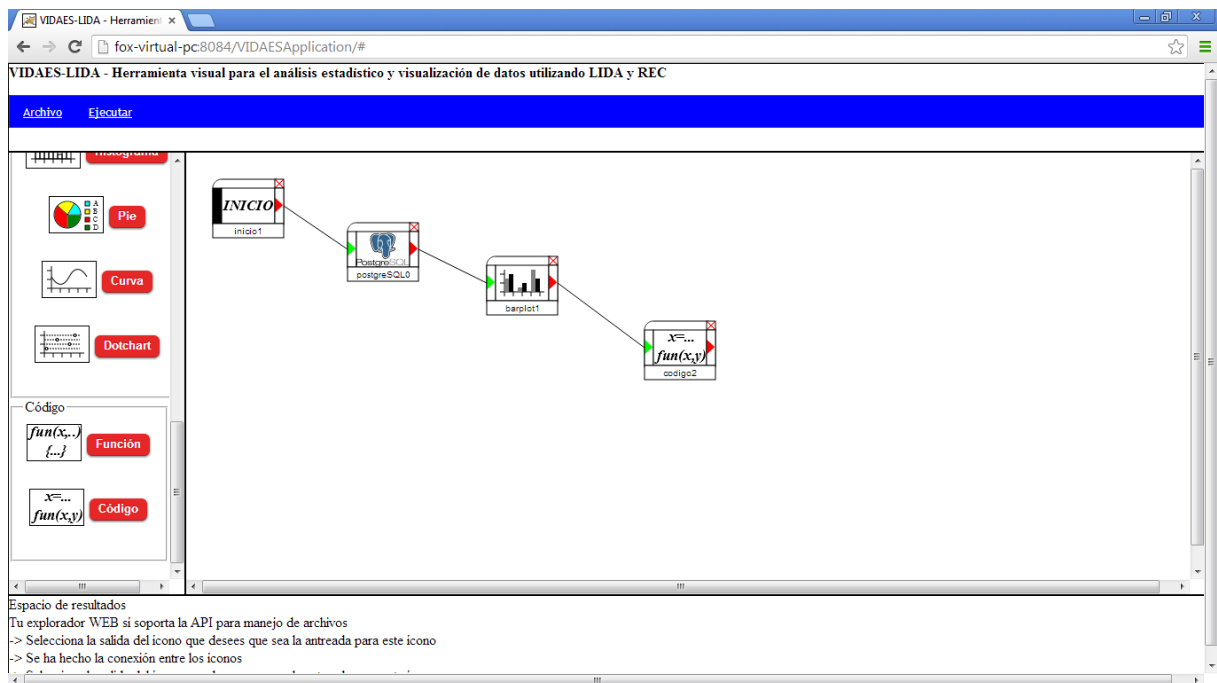 VIDAES-LIDA - Herramien
fox-virtual-pc:8084/VIDAESApplication/#
VIDAES-LIDA - Herramienta visual para el análisis estadístico y visualización de datos utilizando LIDA y REC
Archivo Ejecutar
Histograma
A
B
C
D
Pie
Curva
Dotchart
Código
fun(x,..)
{...}
Función
x=...
fun(x,y)
Código
INICIO
inicio1
PostgreSQL
postgreSQL0
barplot1
x=...
fun(x,y)
codigo2
Espacio de resultados
Tu explorador WEB si soporta la API para manejo de archivos
-> Selecciona la salida del icono que desees que sea la antreada para este icono
-> Se ha hecho la conexión entre los iconos